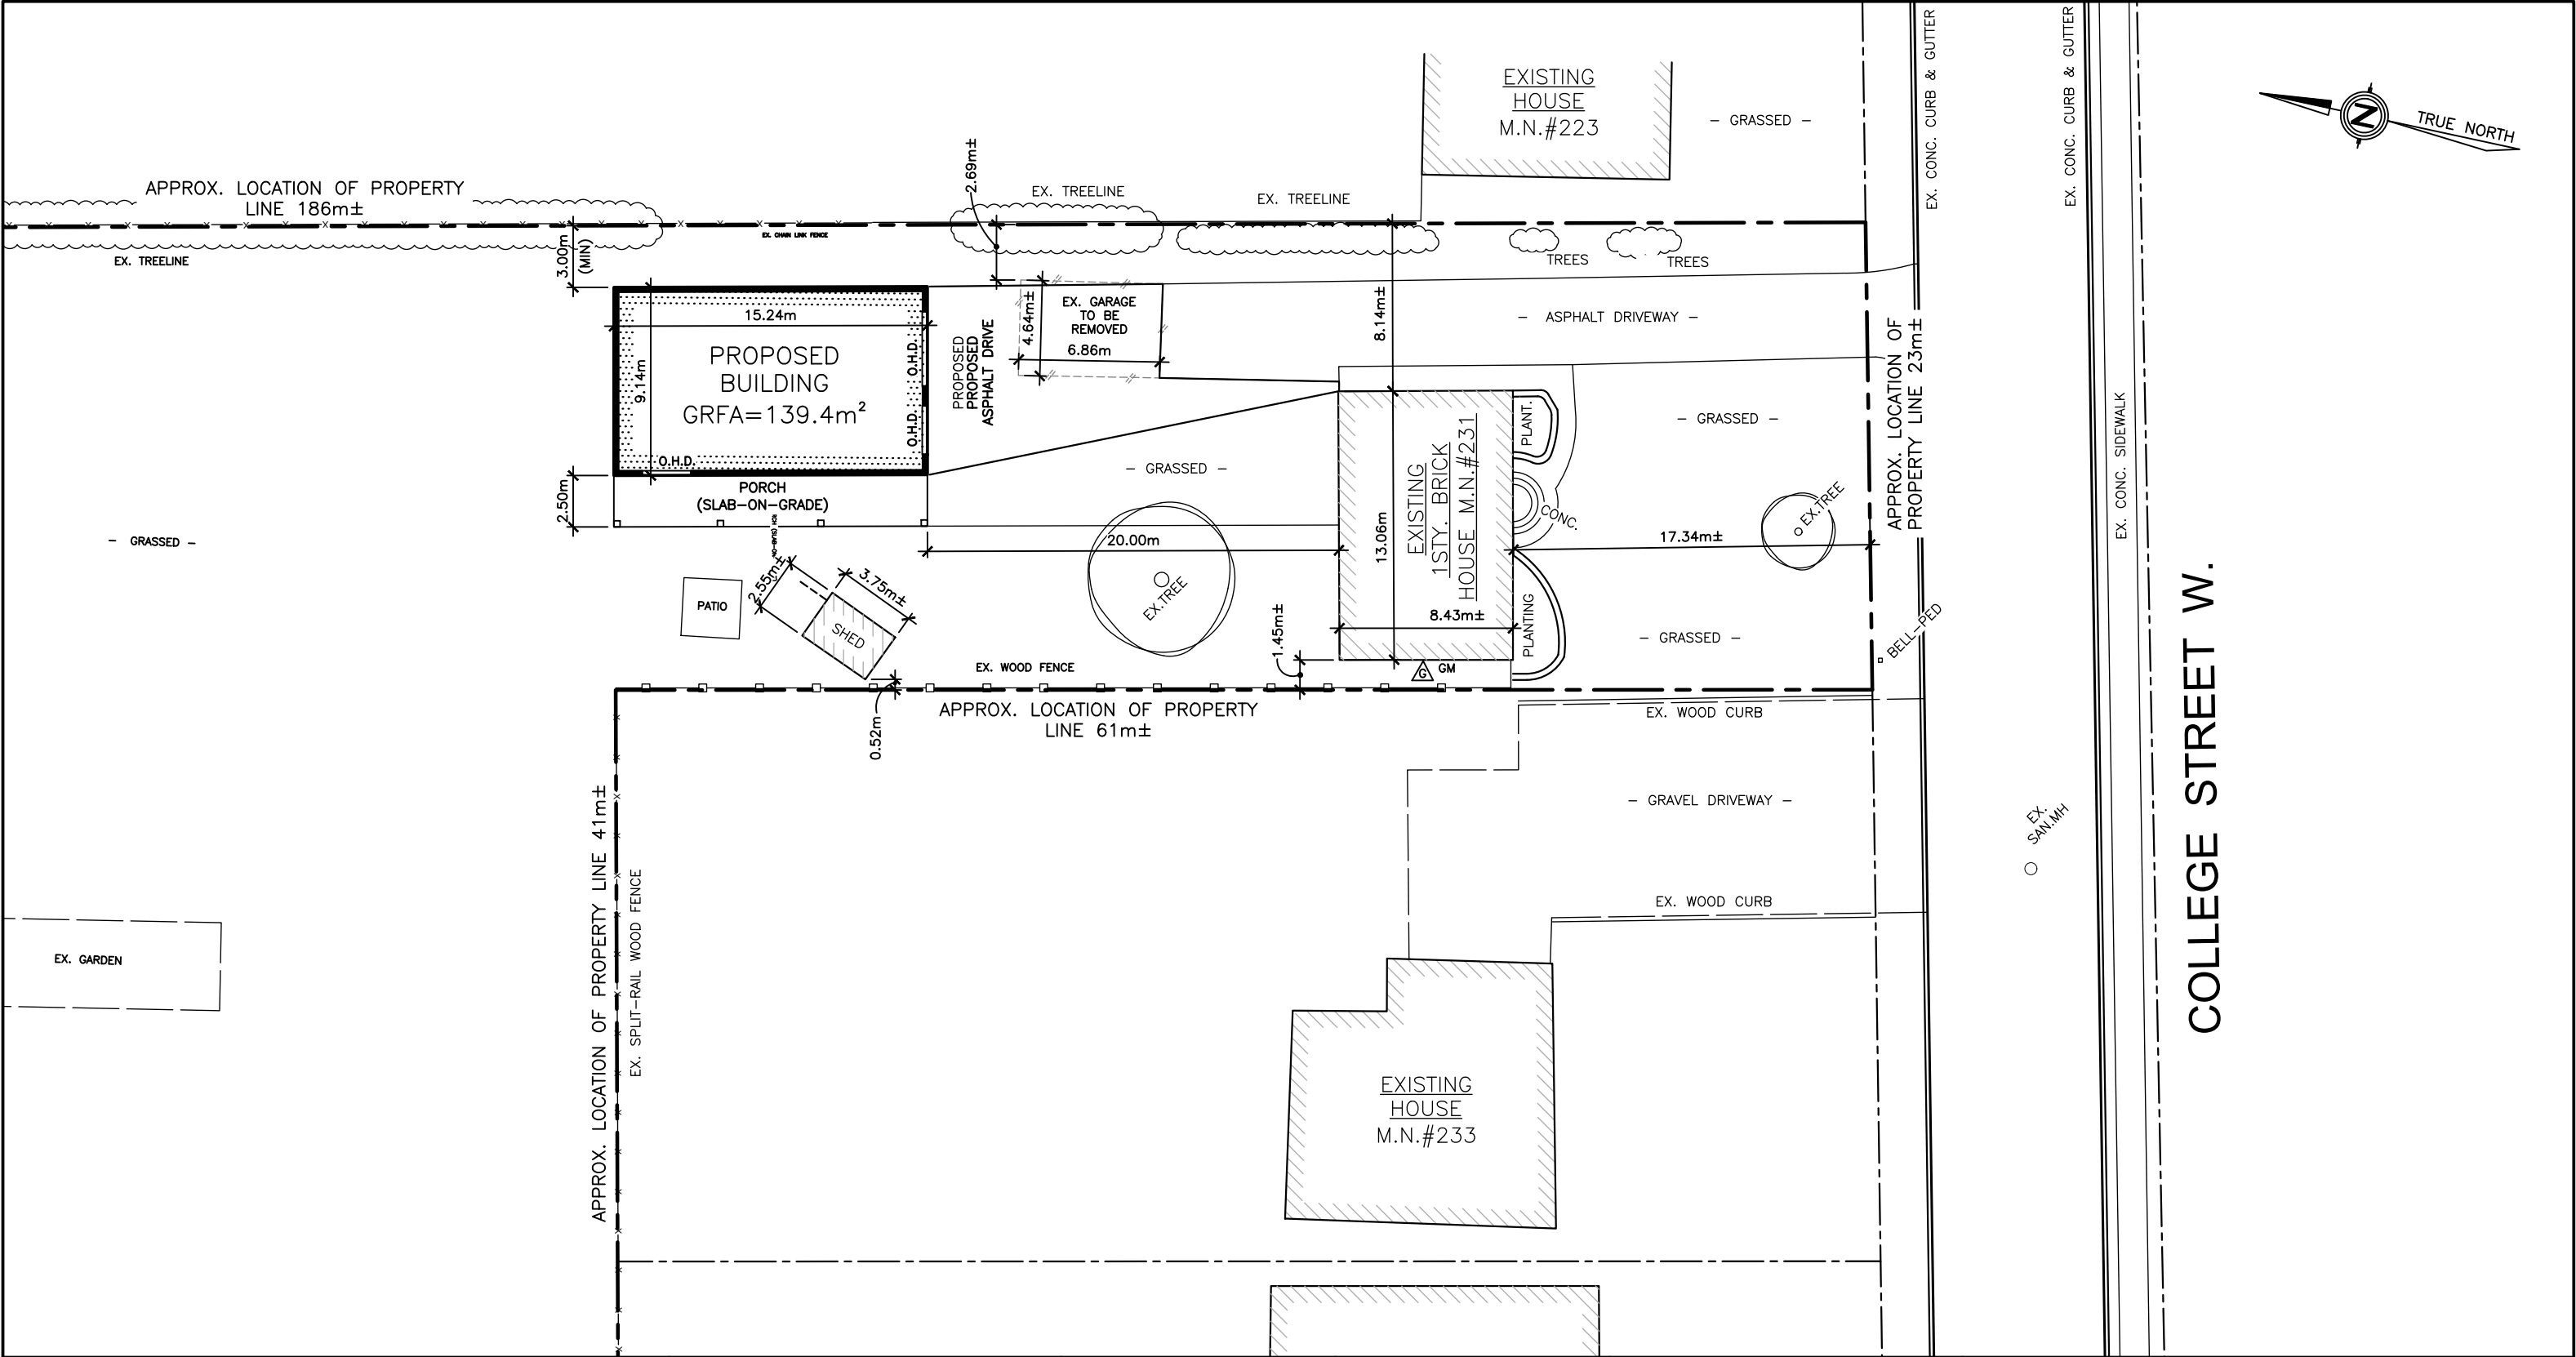 EXISTING
HOUSE
M.N.#223
- GRASSED -
EX. CONC. CURB & GUTTER
EX. CONC. CURB & GUTTER
N
TRUE NORTH
APPROX. LOCATION OF PROPERTY
LINE 186m±
EX. TREELINE
3.00m
(MIN)
EX. CHAIN LINK FENCE
2.69m±
EX. TREELINE
EX. TREELINE
TREES
TREES
15.24m
9.14m
PROPOSED
BUILDING
GRFA=139.4m²
O.H.D.
O.H.D.
O.H.D.
PROPOSED
PROPOSED
ASPHALT DRIVE
4.64m±
EX. GARAGE
TO BE
REMOVED
6.86m
8.14m±
- ASPHALT DRIVEWAY -
APPROX. LOCATION OF
PROPERTY LINE 23m±
EX. CONC. SIDEWALK
- GRASSED -
- GRASSED -
PLANT.
EXISTING
1STY. BRICK
HOUSE M.N.#231
13.06m
8.43m±
CONC.
PLANTING
17.34m±
EX.TREE
- GRASSED -
BELL-PED
PORCH
(SLAB-ON-GRADE)
2.50m
- GRASSED -
20.00m
EX.TREE
PATIO
2.55m±
3.75m±
SHED
0.52m
EX. WOOD FENCE
1.45m±
G
GM
APPROX. LOCATION OF PROPERTY
LINE 61m±
EX. WOOD CURB
- GRAVEL DRIVEWAY -
EX. WOOD CURB
EX.
SAN.MH
COLLEGE STREET W.
APPROX. LOCATION OF PROPERTY LINE 41m±
EX. SPLIT-RAIL WOOD FENCE
EX. GARDEN
EXISTING
HOUSE
M.N.#233